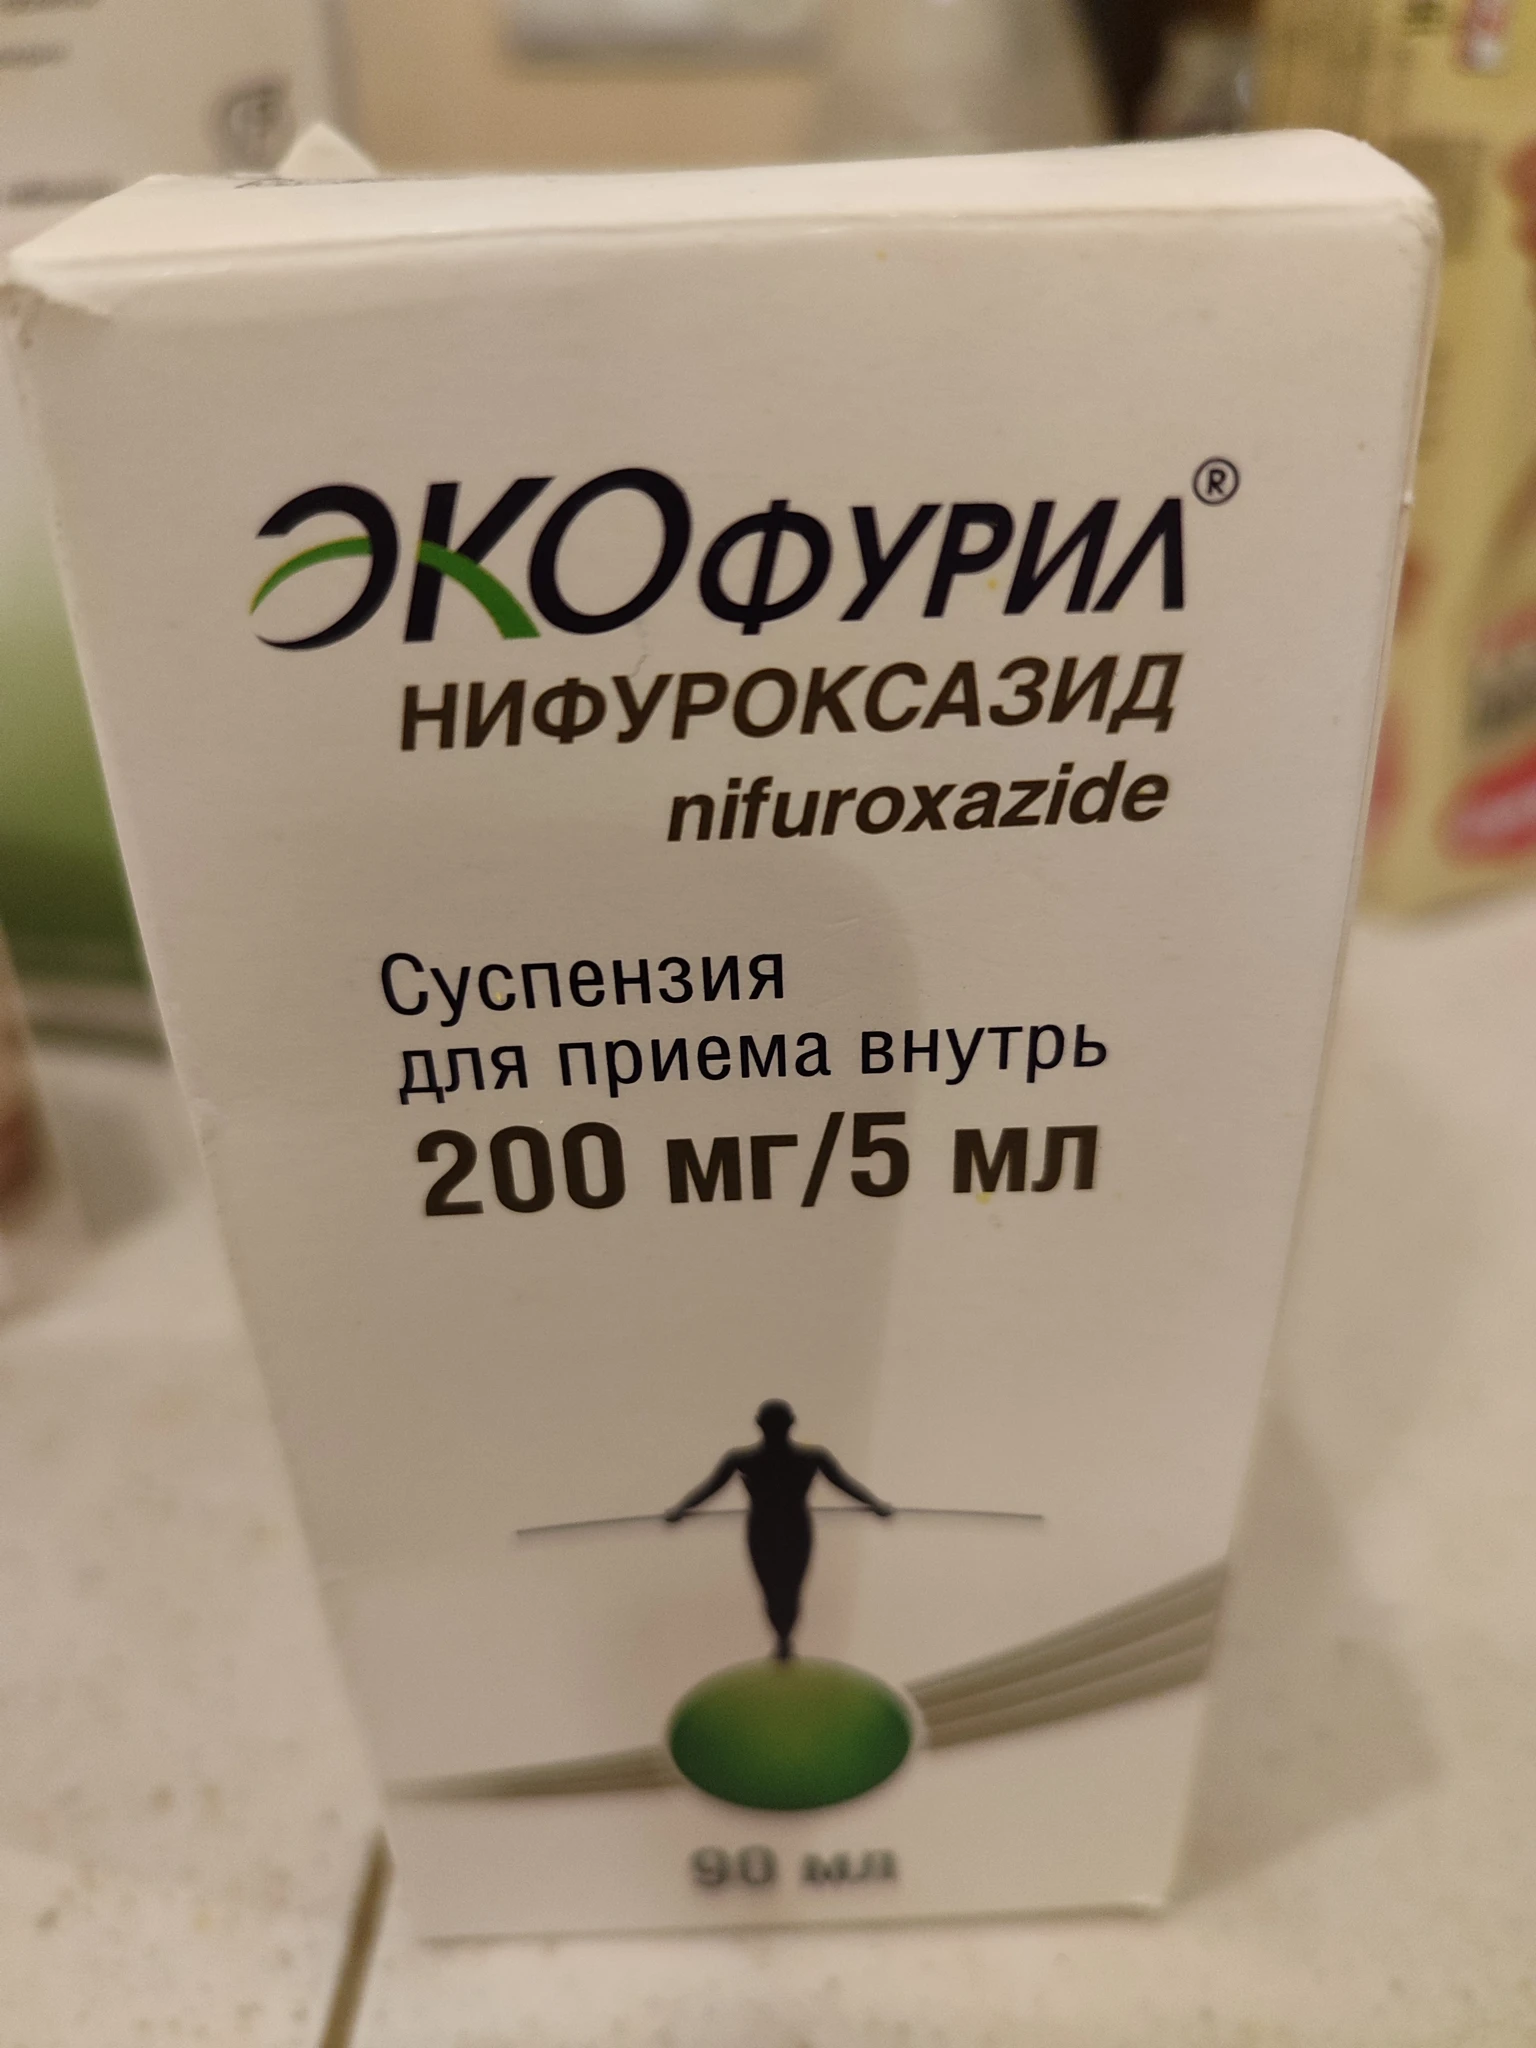 ЭКОФУРИЛ®
НИФУРОКСАЗИД
nifuroxazide
Суспензия
для приема внутрь
200 мг/5 мл
90 мл